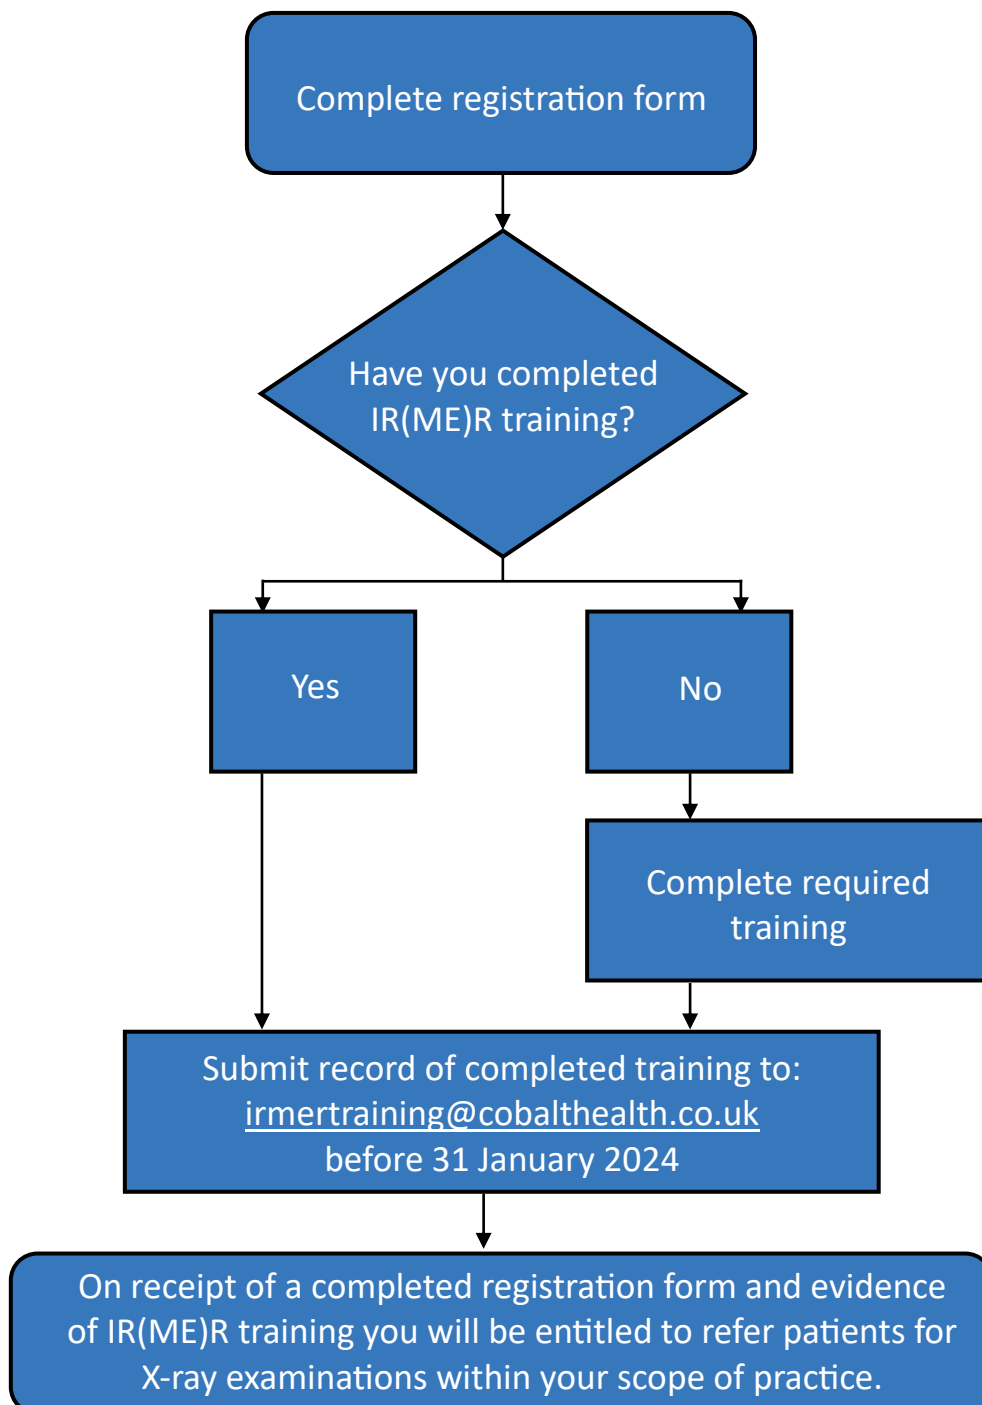 Complete registration form
Have you completed
IR(ME)R training?
Yes
No
Complete required
training
Submit record of completed training to:
irmertraining@cobalthealth.co.uk
before 31 January 2024
On receipt of a completed registration form and evidence
of IR(ME)R training you will be entitled to refer patients for
X-ray examinations within your scope of practice.